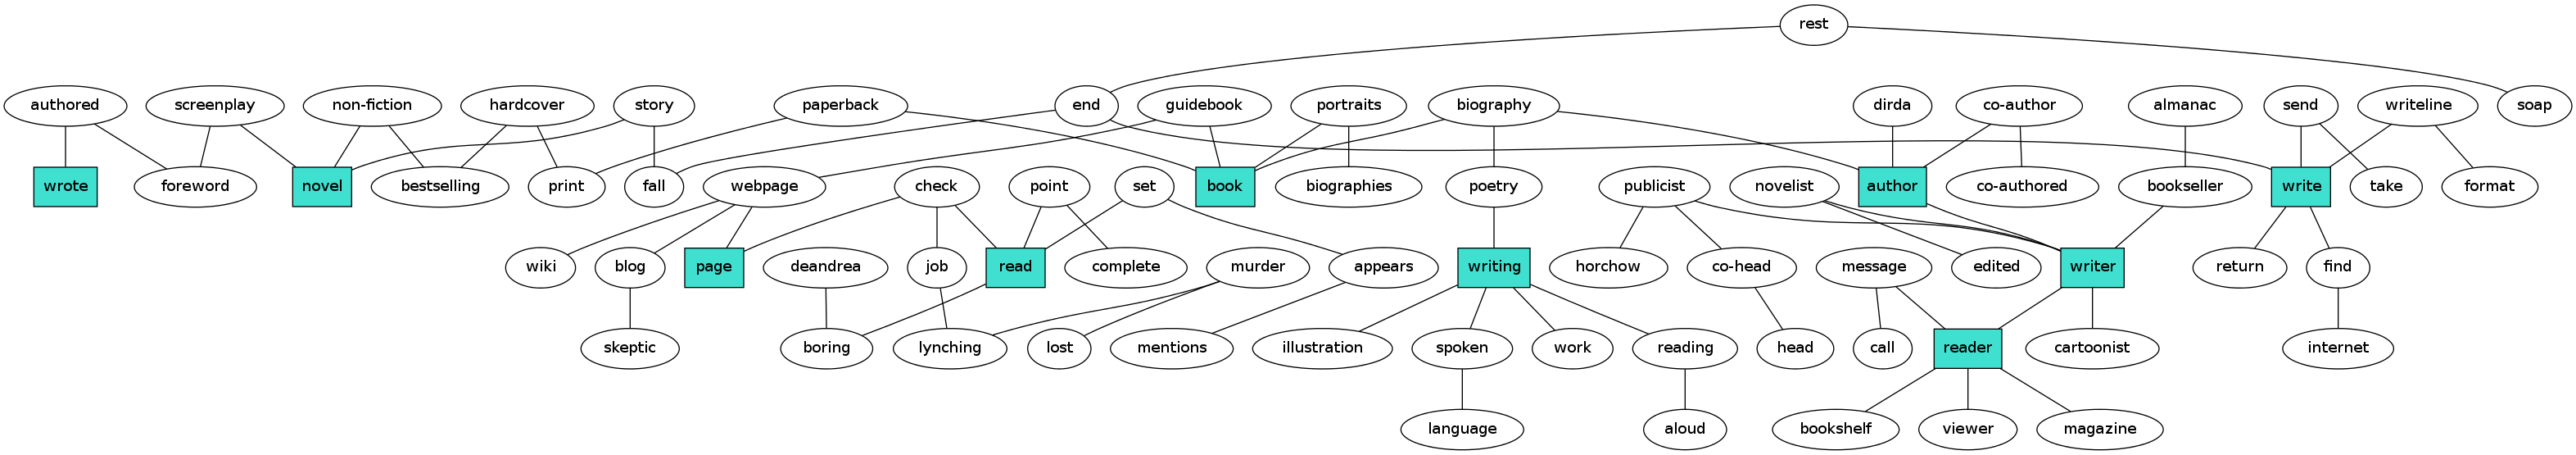 rest
authored
screenplay
non-fiction
hardcover
story
paperback
end
guidebook
portraits
biography
dirda
co-author
almanac
send
writeline
soap
wrote
foreword
novel
bestselling
print
fall
webpage
check
point
set
book
biographies
poetry
publicist
novelist
author
co-authored
bookseller
write
take
format
wiki
blog
page
deandrea
job
read
complete
murder
appears
writing
horchow
co-head
message
edited
writer
return
find
skeptic
boring
lynching
lost
mentions
illustration
spoken
work
reading
head
call
reader
cartoonist
internet
language
aloud
bookshelf
viewer
magazine